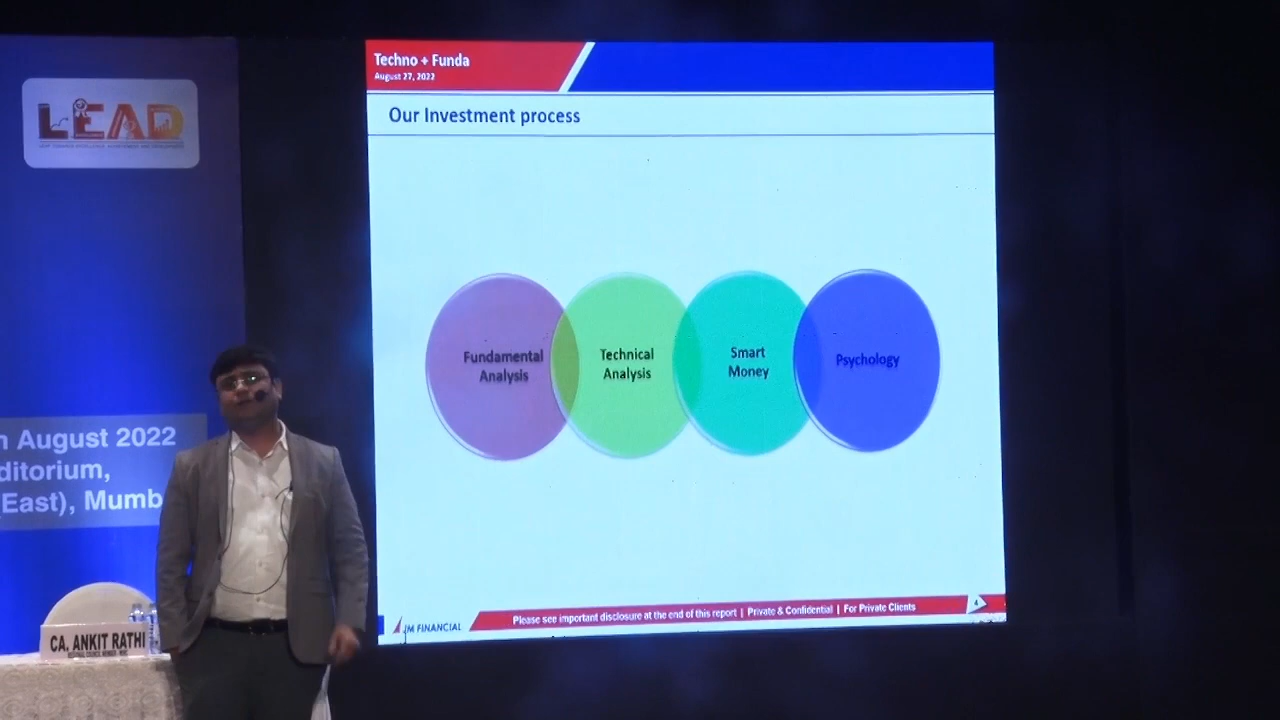 LEAD
n August 2022
ditorium,
(East), Mumb
CA. ANKIT RATHI
Techno + Funda
August 27, 2022
Our Investment process
Fundamental
Analysis
Technical
Analysis
Smart
Money
Psychology
JM FINANCIAL
Please see important disclosure at the end of this report | Private & Confidential | For Private Clients
4